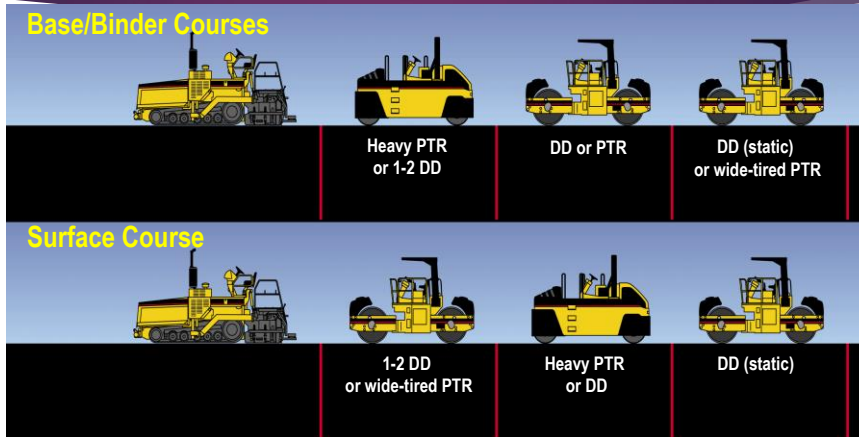 Base/Binder Courses
Heavy PTR
or 1-2 DD
DD or PTR
DD (static)
or wide-tired PTR
Surface Course
1-2 DD
or wide-tired PTR
Heavy PTR
or DD
DD (static)